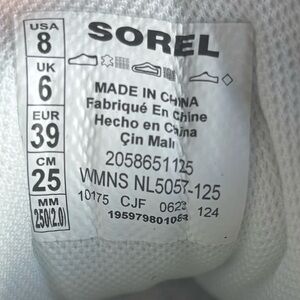 USA
8
UK
6
EUR
39
CM
25
MM
250(2.0)
SOREL
MADE IN CHINA
Fabriqué En Chine
Hecho en China
Çin Malı
2058651125
WMNS NL5057-125
10175 CJF 0623 124